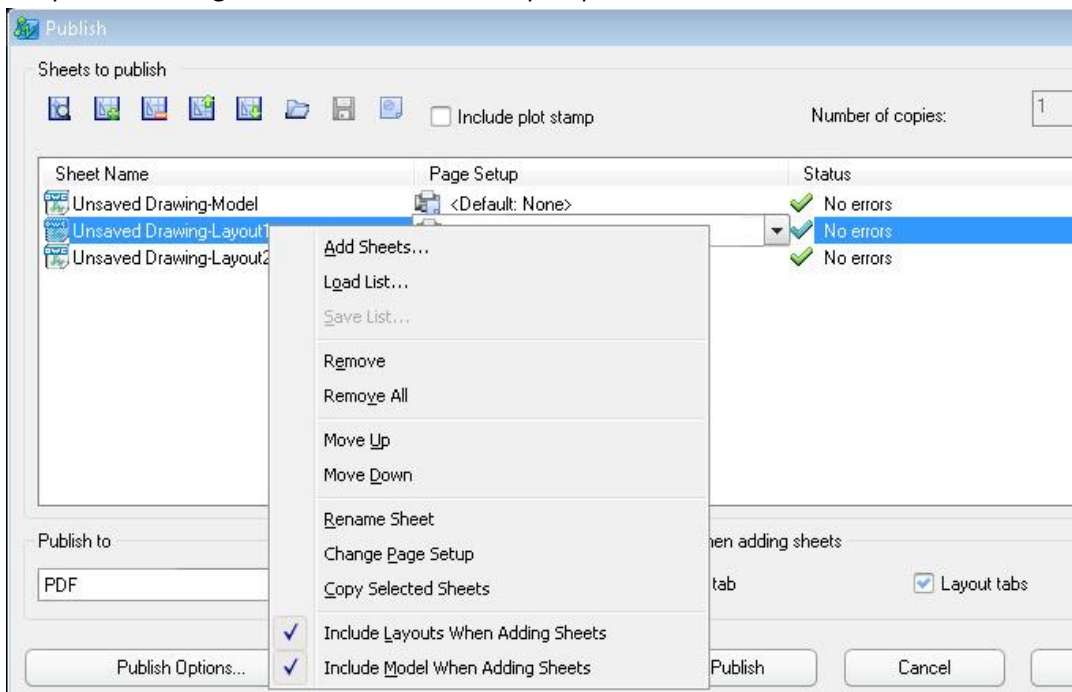 Publish
Sheets to publish
Include plot stamp
Number of copies:
1
Sheet Name Page Setup Status
Unsaved Drawing-Model <Default: None> No errors
Unsaved Drawing-Layout1 No errors
Unsaved Drawing-Layout2 No errors
Add Sheets...
Load List...
Save List...
Remove
Remove All
Move Up
Move Down
Rename Sheet
Change Page Setup
Copy Selected Sheets
Include Layouts When Adding Sheets
Include Model When Adding Sheets
Publish to
adding sheets
PDF
tab
Layout tabs
Publish Options...
Publish
Cancel